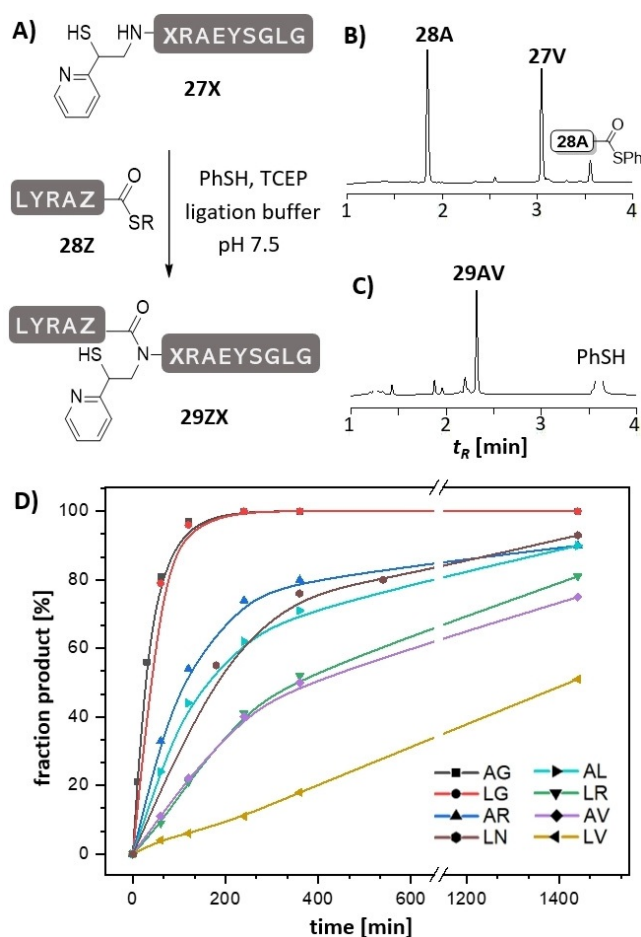 A)
HS
HN
XRAEYSGLG
N
27X
LYRAZ
O
SR
28Z
PhSH, TCEP
ligation buffer
pH 7.5
LYRAZ
O
HS
N
XRAEYSGLG
N
29ZX
B)
28A
27V
28A
O
SPh
1 2 3 4
C)
29AV
PhSH
1 2 3 4
tR [min]
D)
fraction product [%]
100
80
60
40
20
0
AG AL
LG LR
AR AV
LN LV
0 200 400 600 1200 1400
time [min]